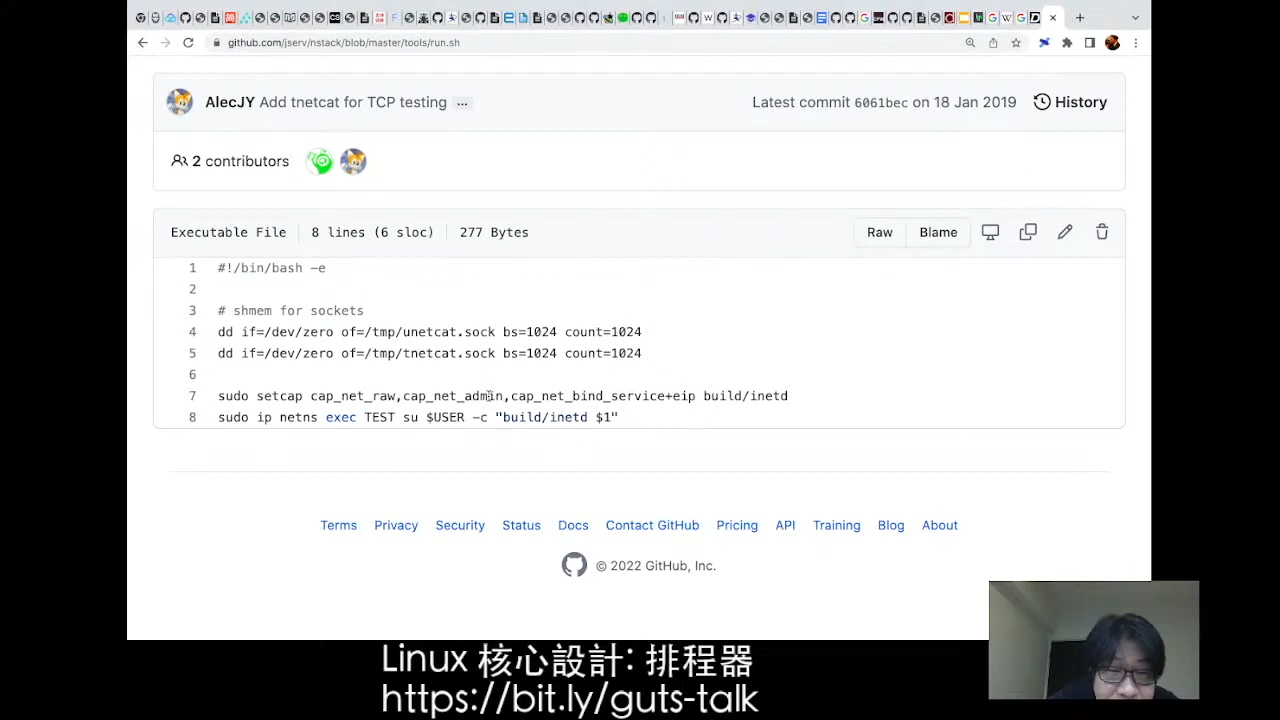 github.com/jserv/nstack/blob/master/tools/run.sh
AlecJY Add tnetcat for TCP testing ...
Latest commit 6061bec on 18 Jan 2019
History
2 contributors
Executable File
8 lines (6 sloc)
277 Bytes
Raw
Blame
1 #!/bin/bash -e
2
3 # shmem for sockets
4 dd if=/dev/zero of=/tmp/unetcat.sock bs=1024 count=1024
5 dd if=/dev/zero of=/tmp/tnetcat.sock bs=1024 count=1024
6
7 sudo setcap cap_net_raw,cap_net_admin,cap_net_bind_service+eip build/inetd
8 sudo ip netns exec TEST su $USER -c "build/inetd $1"
Terms Privacy Security Status Docs Contact GitHub Pricing API Training Blog About
© 2022 GitHub, Inc.
Linux 核心設計: 排程器
https://bit.ly/guts-talk